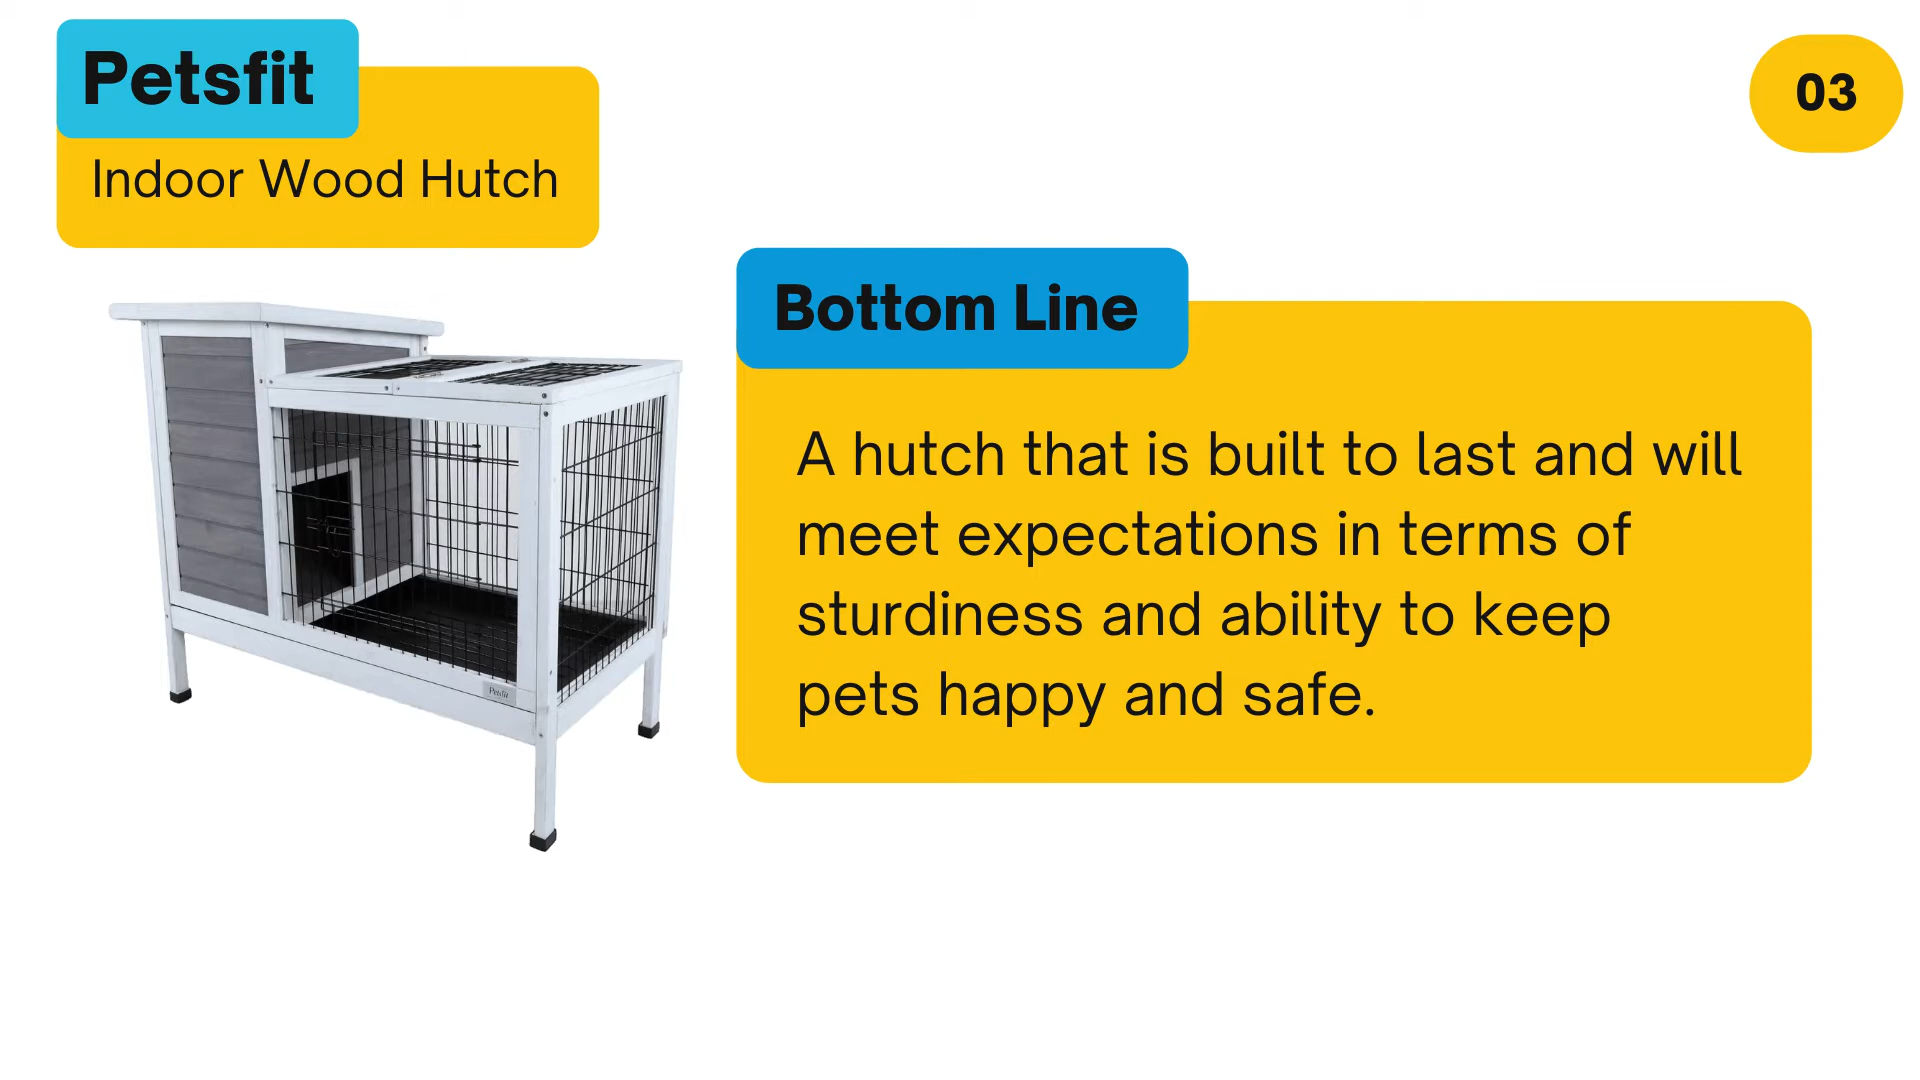 Petsfit
Indoor Wood Hutch
03
Bottom Line
A hutch that is built to last and will
meet expectations in terms of
sturdiness and ability to keep
pets happy and safe.
Petsfit